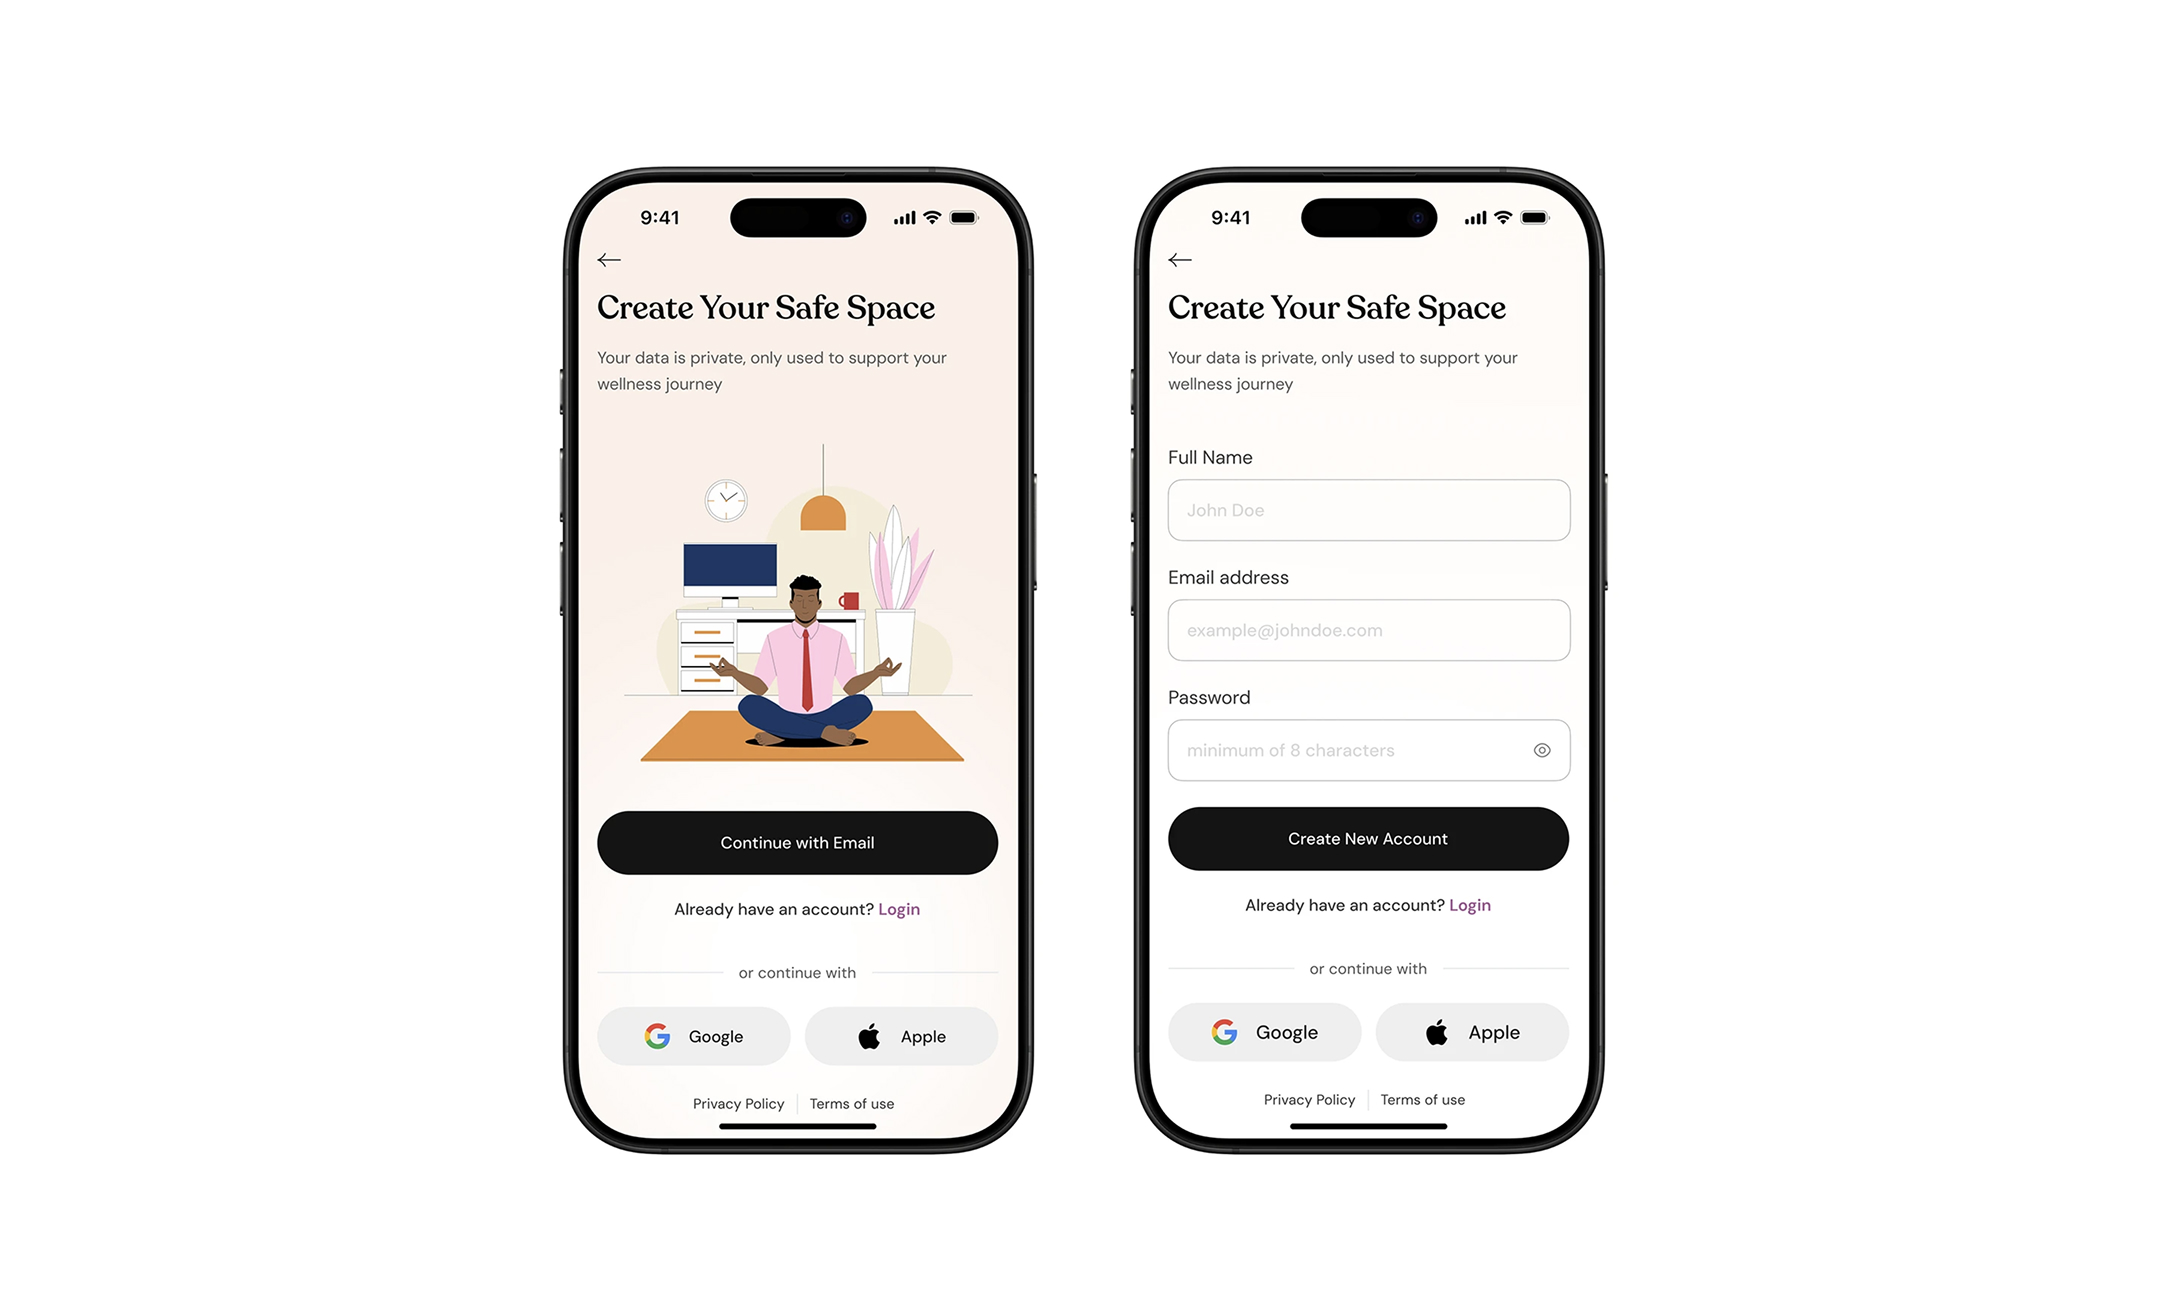 9:41
Create Your Safe Space
Your data is private, only used to support your
wellness journey
Continue with Email
Already have an account? Login
or continue with
Google
Apple
Privacy Policy
Terms of use
9:41
Create Your Safe Space
Your data is private, only used to support your
wellness journey
Full Name
John Doe
Email address
example@johndoe.com
Password
minimum of 8 characters
Create New Account
Already have an account? Login
or continue with
Google
Apple
Privacy Policy
Terms of use